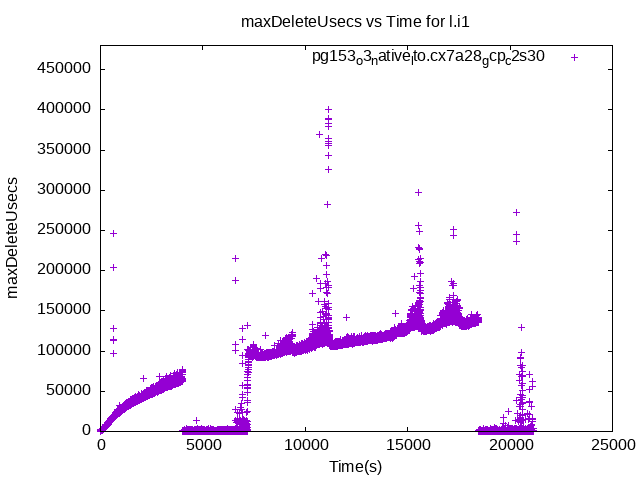 maxDeleteUsecs vs Time for l.i1
pg153ₒ3ₙativeₗto.cx7a28_gcp_c2s30
450000
400000
350000
300000
250000
200000
150000
100000
50000
0
maxDeleteUsecs
0 5000 10000 15000 20000 25000
Time(s)